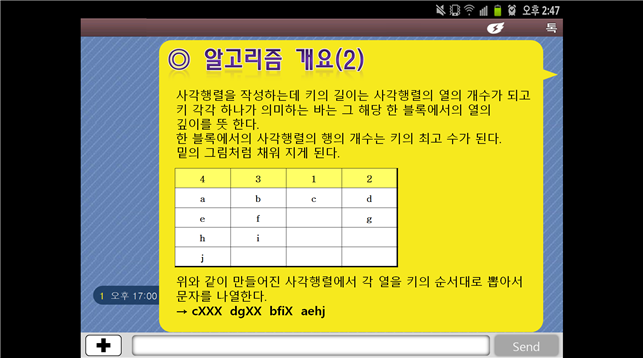 오후 2:47
톡
◎ 알고리즘 개요(2)
사각행렬을 작성하는데 키의 길이는 사각행렬의 열의 개수가 되고
키 각각 하나가 의미하는 바는 그 해당 한 블록에서의 열의
깊이를 뜻 한다.
한 블록에서의 사각행렬의 행의 개수는 키의 최고 수가 된다.
밑의 그림처럼 채워 지게 된다.
4 3 1 2
a b c d
e f g
h i
j
위와 같이 만들어진 사각행렬에서 각 열을 키의 순서대로 뽑아서
문자를 나열한다.
→ cXXX dgXX bfiX aehj
1 오후 17:00
Send